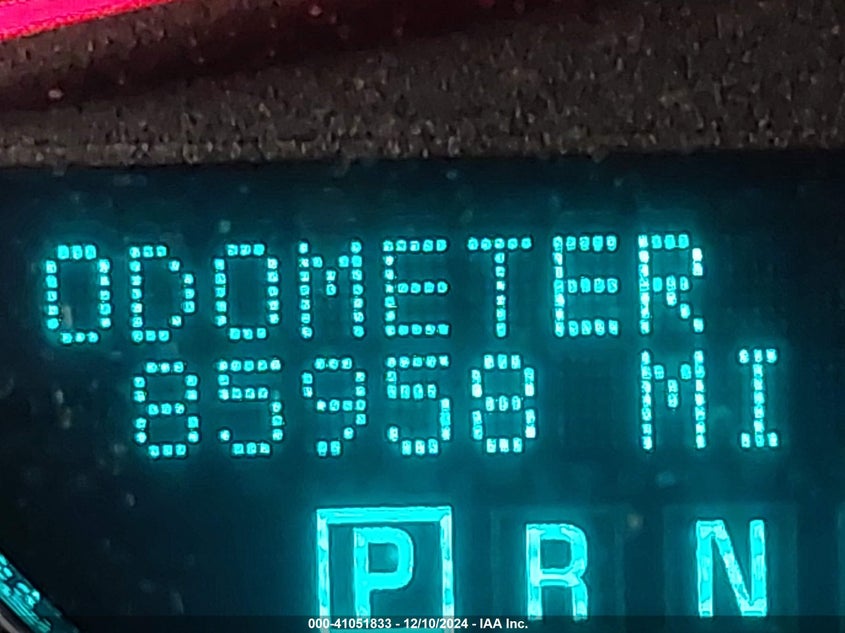 ODOMETER
85958 MI
P R N
000-41051833 - 12/10/2024 - IAA Inc.